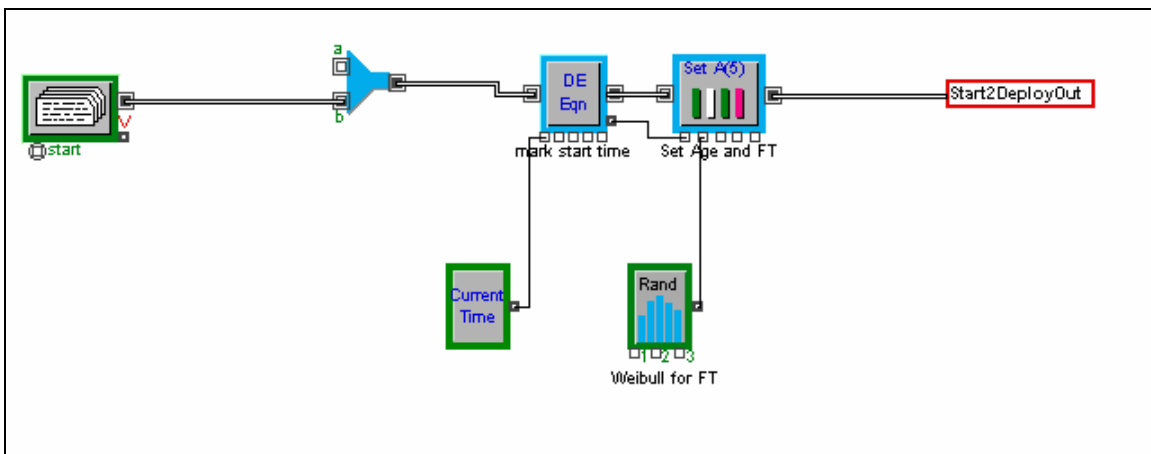 a
b
V
start
DE
Eqn
mark start time
Set A(5)
Set Age and FT
Start2DeployOut
Current
Time
Rand
1 2 3
Weibull for FT